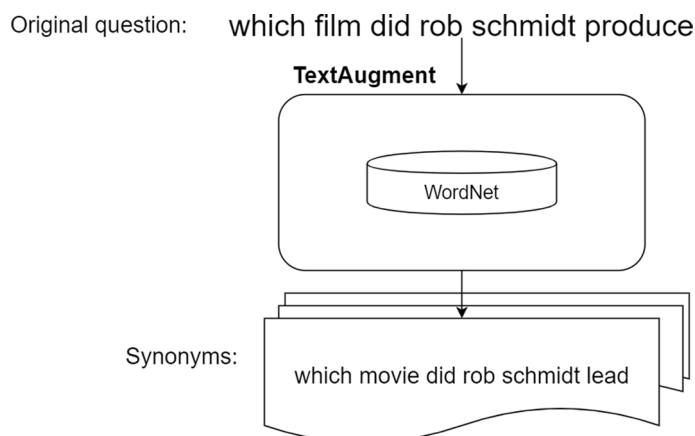 Original question: which film did rob schmidt produce
TextAugment
WordNet
Synonyms:
which movie did rob schmidt lead